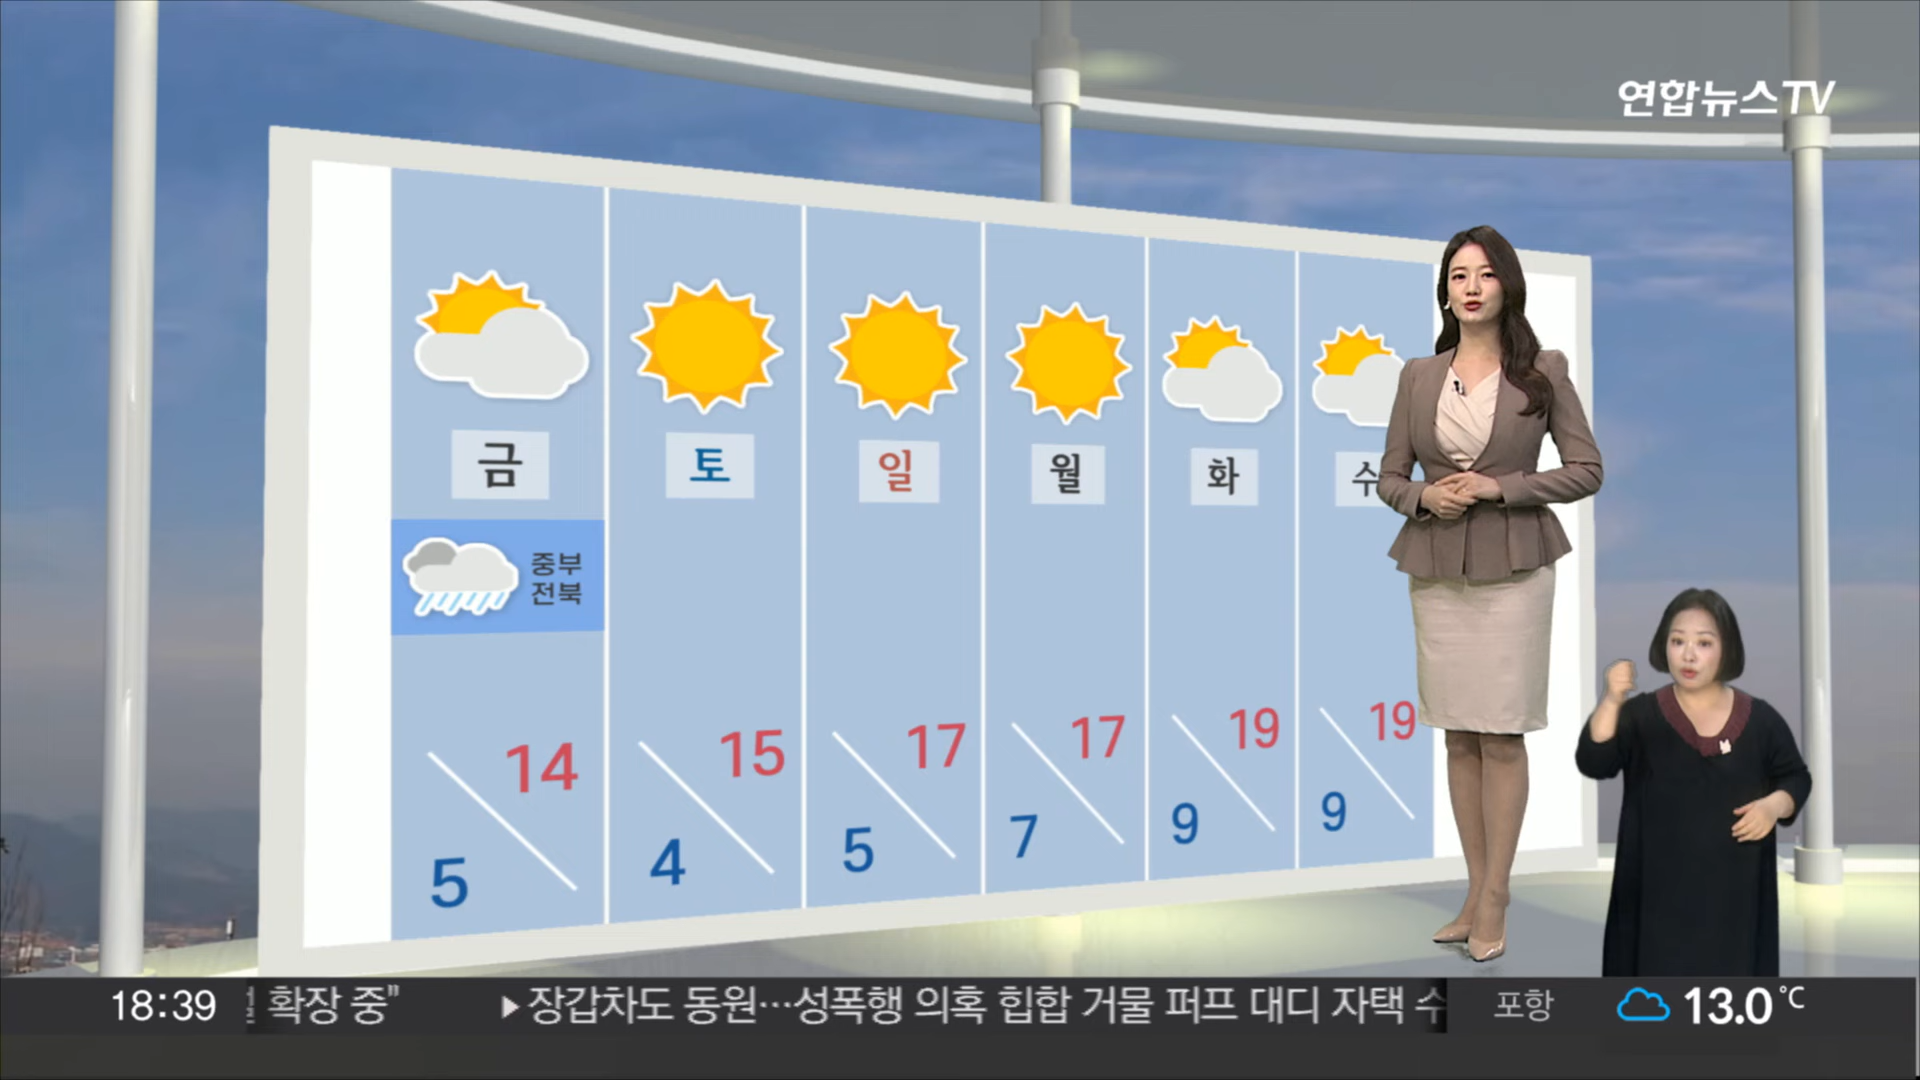 연합뉴스TV
금
토
일
월
화
수
중부
전북
14
5
15
4
17
5
17
7
19
9
19
9
18:39
확장 중”
▶장갑차도 동원…성폭행 의혹 힙합 거물 퍼프 대디 자택 수
포항
13.0℃